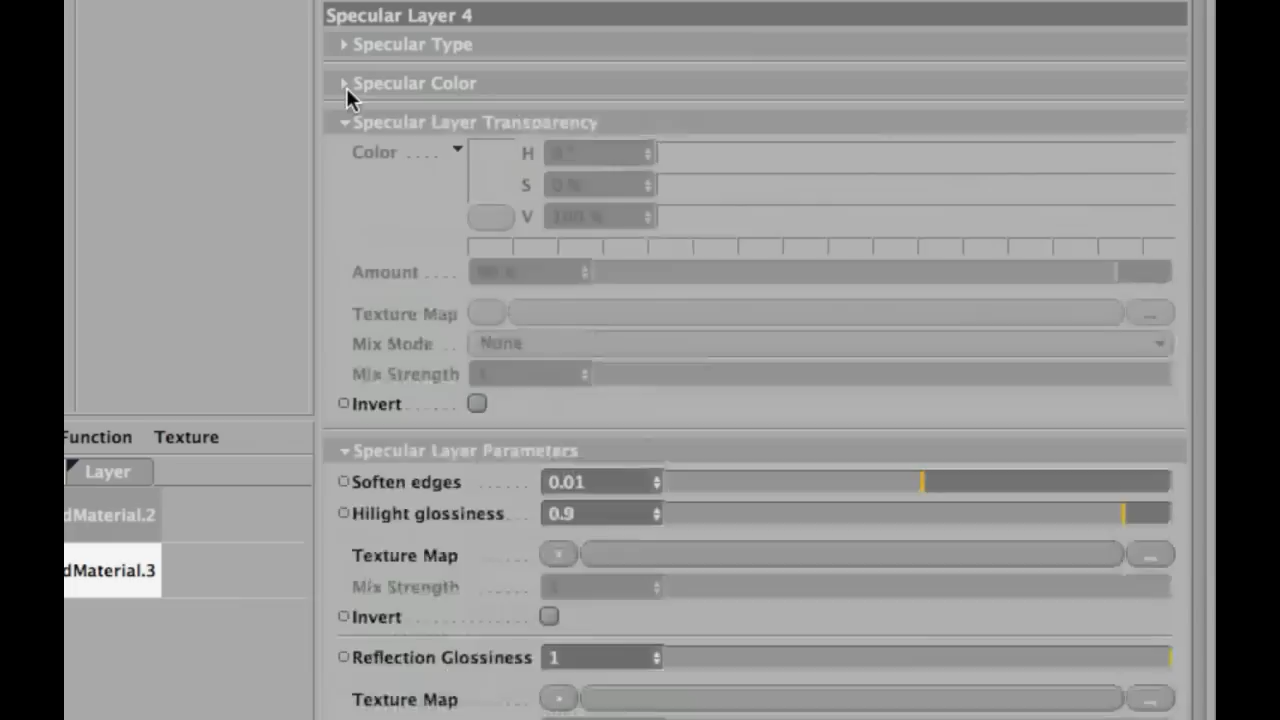 Specular Layer 4
Specular Type
Specular Color
Specular Layer Transparency
Color .... H
S 0 %
V 100 %
Amount ....
Texture Map ...
Mix Mode .. None
Mix Strength
Invert ......
Function Texture
Layer
dMaterial.2
dMaterial.3
Specular Layer Parameters
Soften edges ...... 0.01
Hilight glossiness .. 0.9
Texture Map ...... ...
Mix Strength ......
Invert ............
Reflection Glossiness 1
Texture Map ...... ...